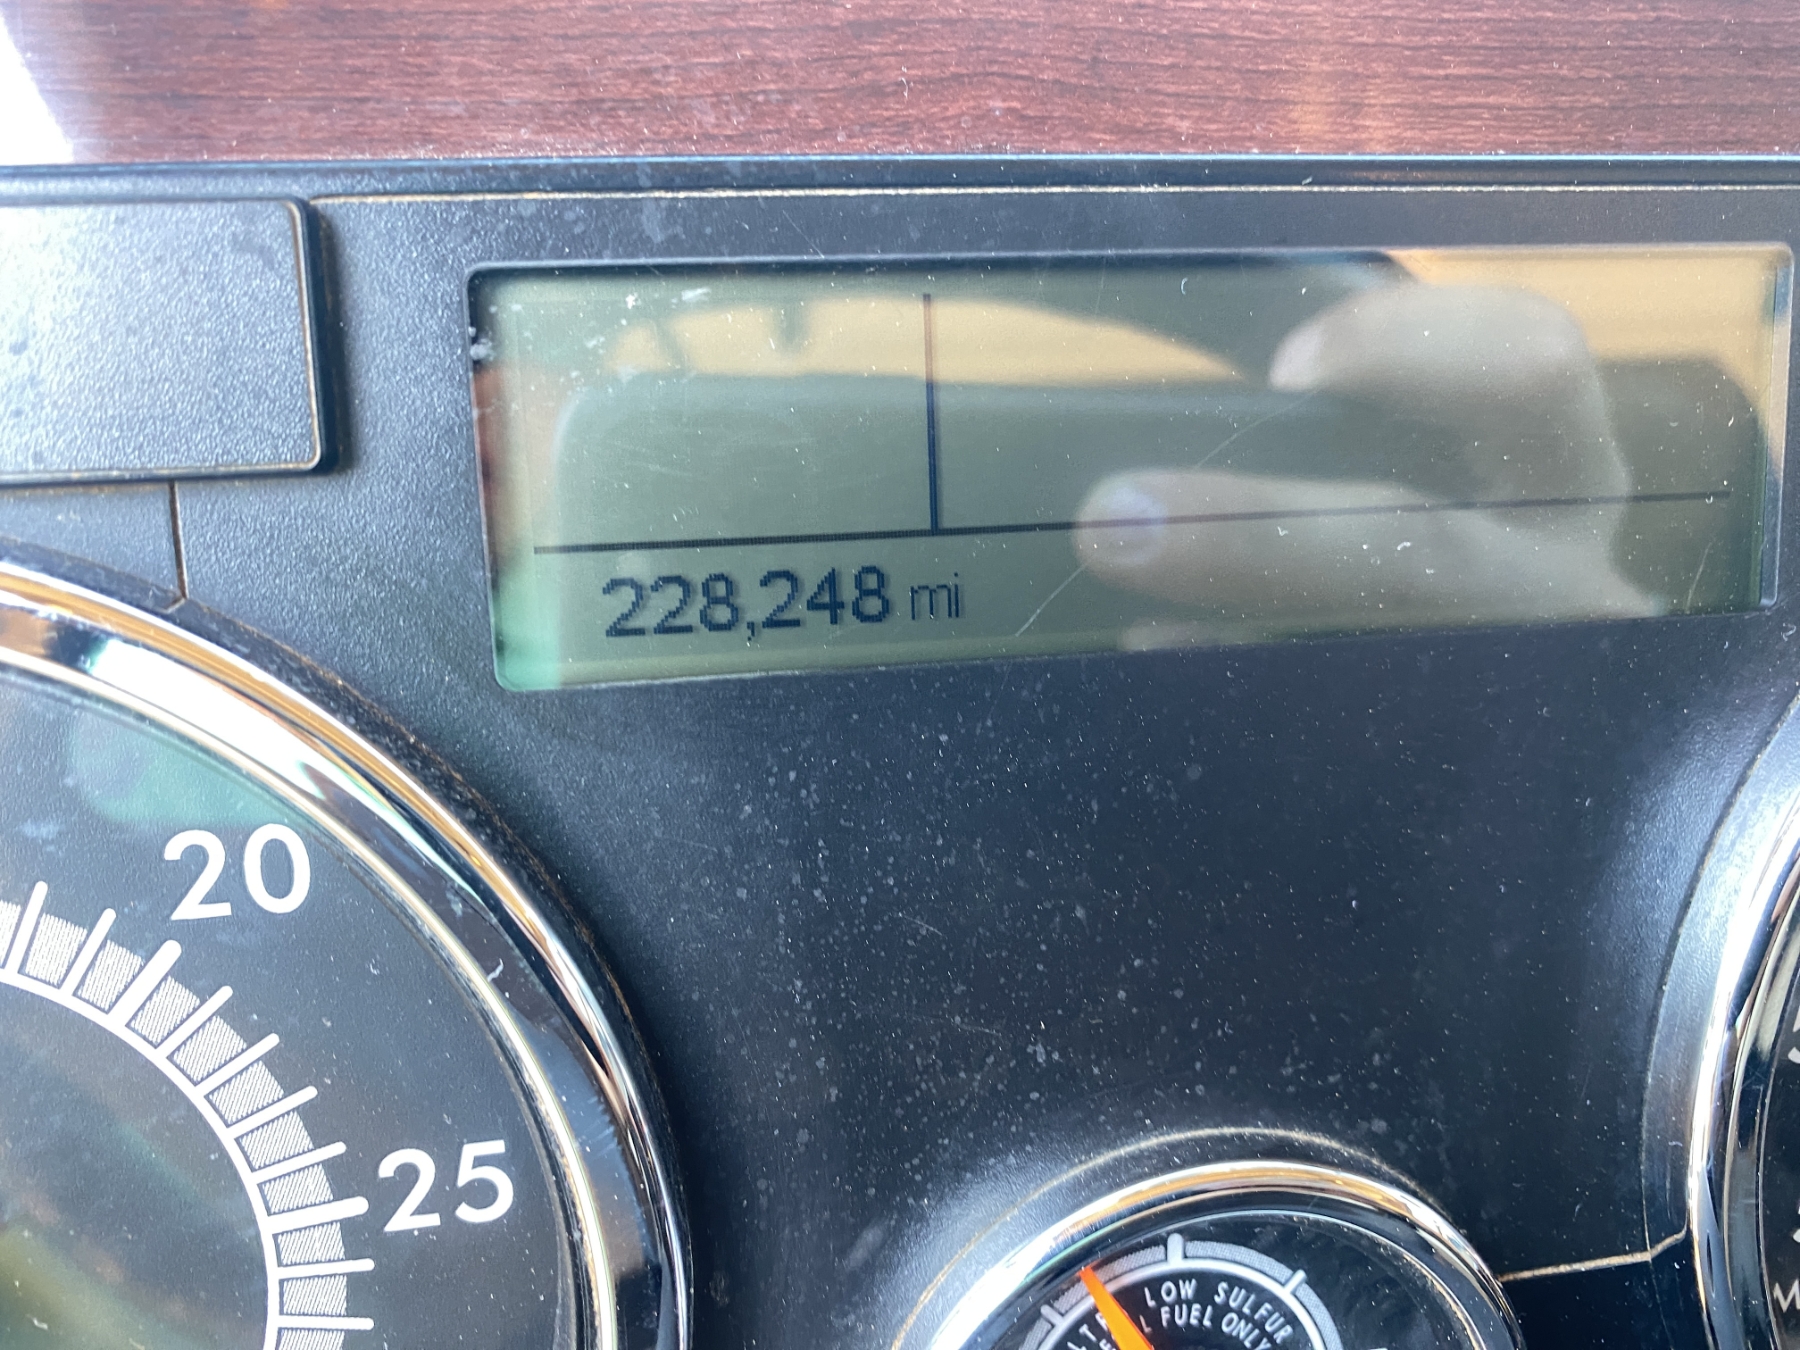 228,248 mi
20
25
LOW SULFUR
FUEL ONLY